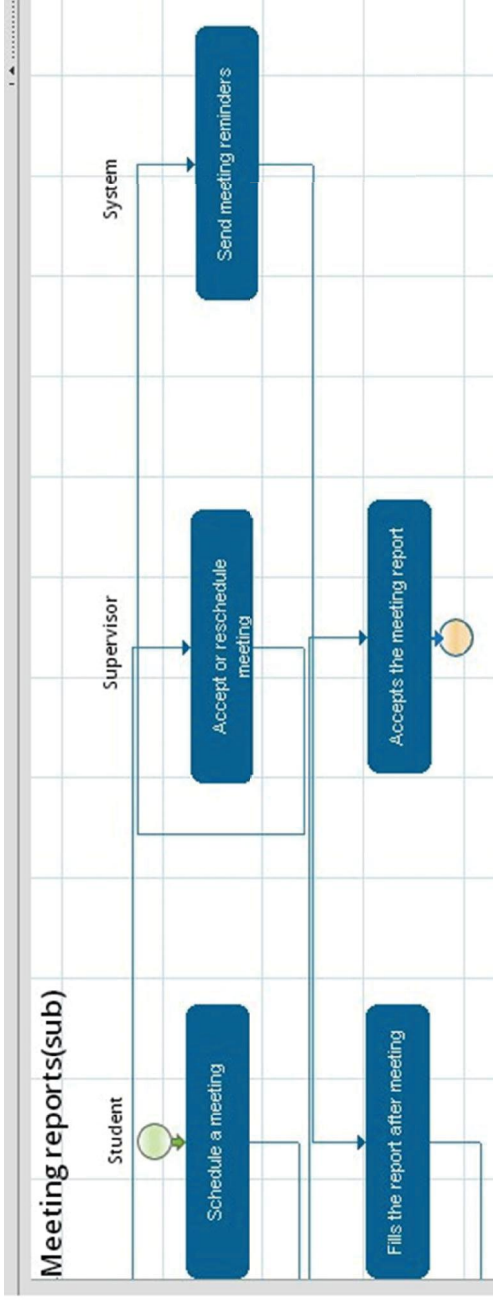 Meeting reports(sub)
Student
Supervisor
System
Schedule a meeting
Accept or reschedule
meeting
Send meeting reminders
Fills the report after meeting
Accepts the meeting report